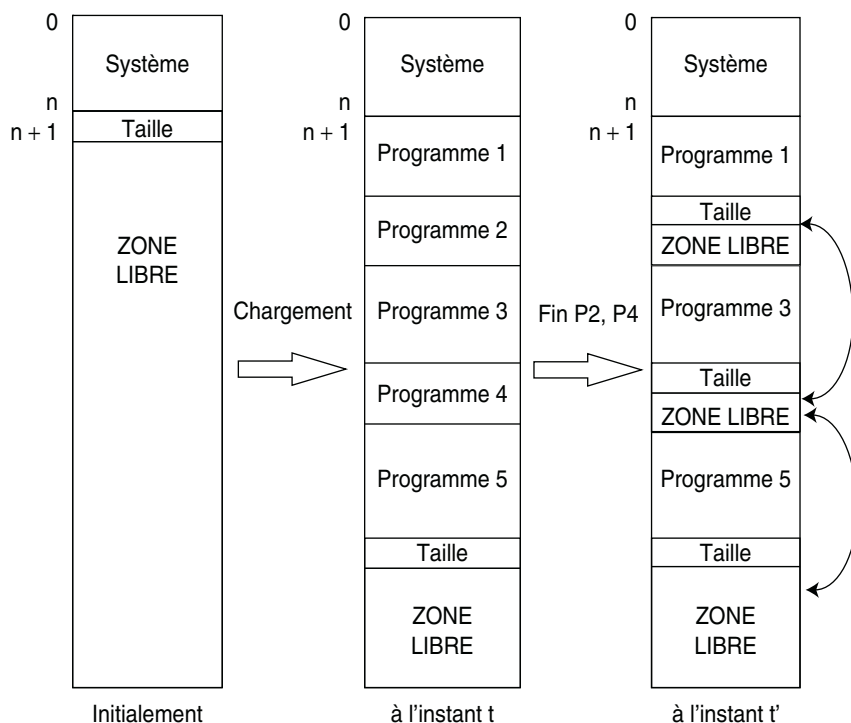 0
Système
n
n + 1
Taille
ZONE
LIBRE
Initialement
Chargement
0
Système
n
n + 1
Programme 1
Programme 2
Programme 3
Programme 4
Programme 5
Taille
ZONE
LIBRE
à l'instant t
Fin P2, P4
0
Système
n
n + 1
Programme 1
Taille
ZONE LIBRE
Programme 3
Taille
ZONE LIBRE
Programme 5
Taille
ZONE
LIBRE
à l'instant t'